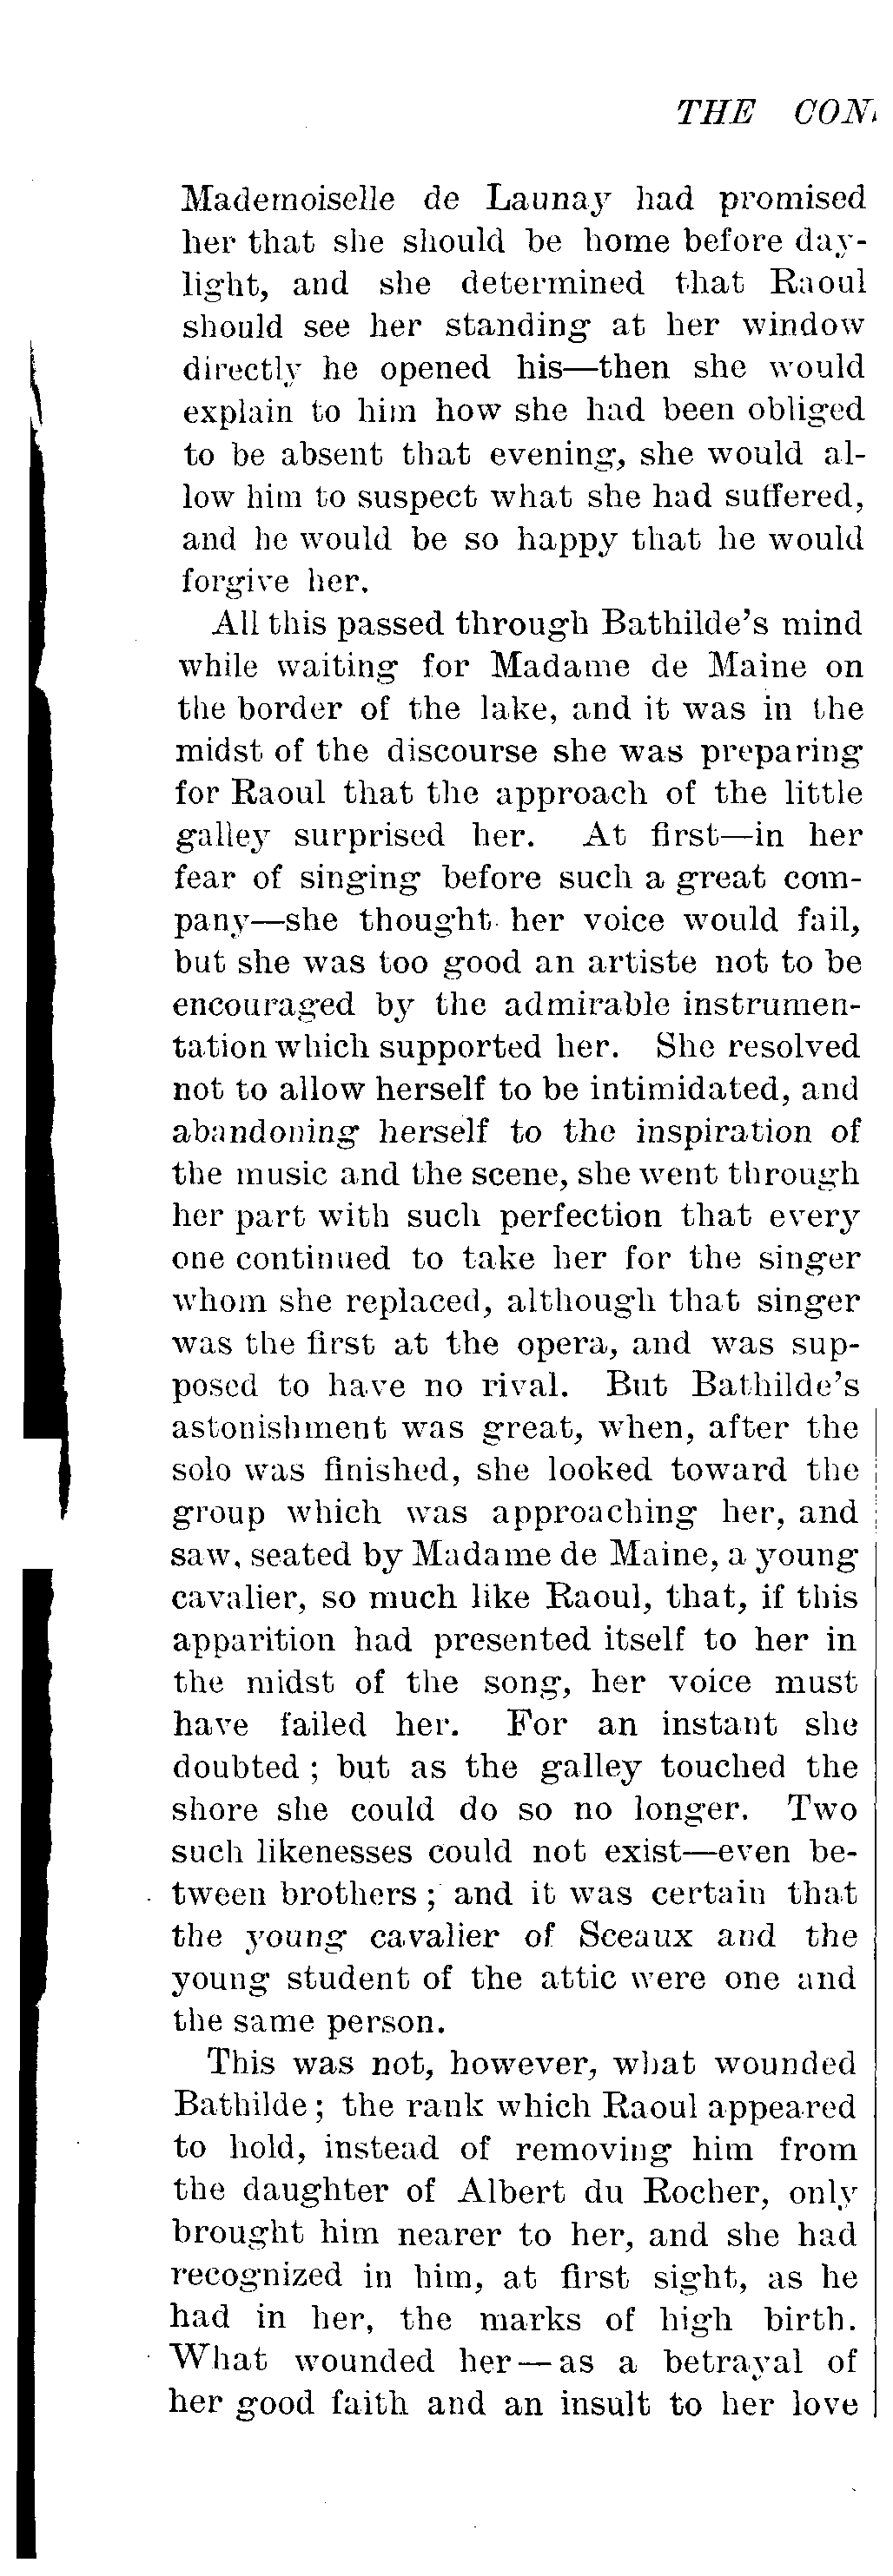 THE CON
Mademoiselle de Launay had promised
her that she should be home before day-
light, and she determined that Raoul
should see her standing at her window
directly he opened his—then she would
explain to him how she had been obliged
to be absent that evening, she would al-
low him to suspect what she had suffered,
and he would be so happy that he would
forgive her.
All this passed through Bathilde's mind
while waiting for Madame de Maine on
the border of the lake, and it was in the
midst of the discourse she was preparing
for Raoul that the approach of the little
galley surprised her. At first—in her
fear of singing before such a great com-
pany—she thought her voice would fail,
but she was too good an artiste not to be
encouraged by the admirable instrumen-
tation which supported her. She resolved
not to allow herself to be intimidated, and
abandoning herself to the inspiration of
the music and the scene, she went through
her part with such perfection that every
one continued to take her for the singer
whom she replaced, although that singer
was the first at the opera, and was sup-
posed to have no rival. But Bathilde's
astonishment was great, when, after the
solo was finished, she looked toward the
group which was approaching her, and
saw, seated by Madame de Maine, a young
cavalier, so much like Raoul, that, if this
apparition had presented itself to her in
the midst of the song, her voice must
have failed her. For an instant she
doubted; but as the galley touched the
shore she could do so no longer. Two
such likenesses could not exist—even be-
tween brothers; and it was certain that
the young cavalier of Sceaux and the
young student of the attic were one and
the same person.
This was not, however, what wounded
Bathilde; the rank which Raoul appeared
to hold, instead of removing him from
the daughter of Albert du Rocher, only
brought him nearer to her, and she had
recognized in him, at first sight, as he
had in her, the marks of high birth.
What wounded her—as a betrayal of
her good faith and an insult to her love